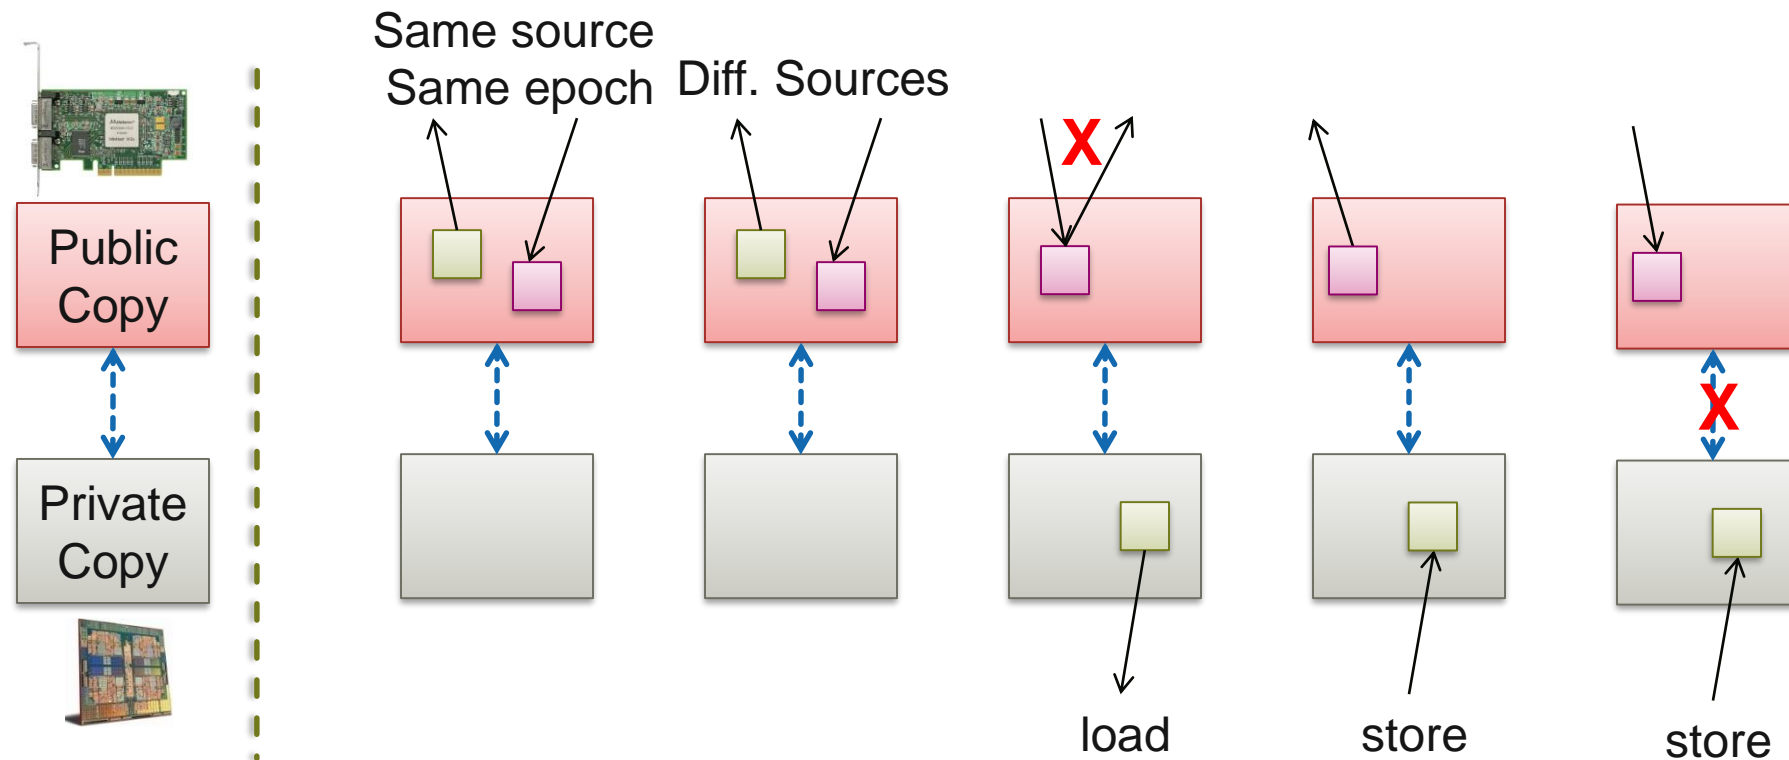 Same source
Same epoch
Diff. Sources
X
Public
Copy
X
Private
Copy
load
store
store